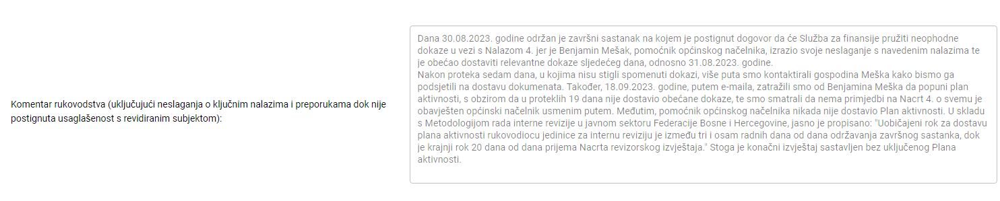 Dana 30.08.2023. godine održan je završni sastanak na kojem je postignut dogovor da će Služba za finansije pružiti neophodne
dokaze u vezi s Nalazom 4. jer je Benjamin Mešak, pomoćnik općinskog načelnika, izrazio svoje neslaganje s navedenim nalazima te
je obećao dostaviti relevantne dokaze sljedećeg dana, odnosno 31.08.2023. godine.
Nakon proteka sedam dana, u kojima nisu stigli spomenuti dokazi, više puta smo kontaktirali gospodina Meška kako bismo ga
podsjetili na dostavu dokumenata. Također, 18.09.2023. godine, putem e-maila, zatražili smo od Benjamina Meška da popuni plan
aktivnosti, s obzirom da u proteklih 19 dana nije dostavio obećane dokaze, te smo smatrali da nema primjedbi na Nacrt 4. o svemu je
obavješten općinski načelnik usmenim putem. Međutim, pomoćnik općinskog načelnika nikada nije dostavio Plan aktivnosti. U skladu
s Metodologijom rada interne revizije u javnom sektoru Federacije Bosne i Hercegovine, jasno je propisano: "Uobičajeni rok za dostavu
plana aktivnosti rukovodiocu jedinice za internu reviziju je između tri i osam radnih dana od dana održavanja završnog sastanka, dok
je krajnji rok 20 dana od dana prijema Nacrta revizorskog izvještaja." Stoga je konačni izvještaj sastavljen bez uključenog Plana
aktivnosti.
Komentar rukovodstva (uključujući neslaganja o ključnim nalazima i preporukama dok nije
postignuta usaglašenost s revidiranim subjektom):